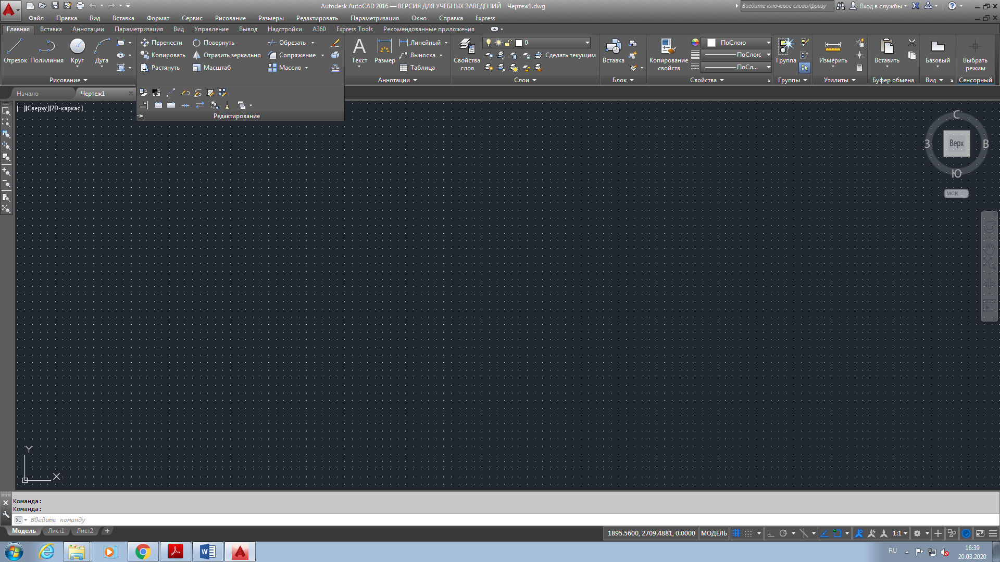 Autodesk AutoCAD 2016 — ВЕРСИЯ ДЛЯ УЧЕБНЫХ ЗАВЕДЕНИЙ Чертеж1.dwg
Введите ключевое слово/фразу
Вход в службы
Файл Правка Вид Вставка Формат Сервис Рисование Размеры Редактировать Параметризация Окно Справка Express
Главная Вставка Аннотации Параметризация Вид Управление Вывод Надстройки A360 Express Tools Рекомендованные приложения
Отрезок Полилиния Круг Дуга
Рисование
Перенести Повернуть Обрезать
Копировать Отразить зеркально Сопряжение
Растянуть Масштаб Массив
Редактирование
Текст Размер
Линейный
Выноска
Таблица
Аннотации
Свойства слоя
0
Сделать текущим
Слои
Вставка
Блок
Копирование свойств
ПоСлою
ПоСлою
ПоСл...
Свойства
Группа
Группы
Измерить
Утилиты
Вставить
Буфер обмена
Базовый
Вид
Выбрать режим
Сенсорный
Начало
Чертеж1
[−][Сверху][2D-каркас]
С
З Верх В
Ю
МСК
Y
X
Команда:
Команда:
Введите команду
Модель Лист1 Лист2
1895.5600, 2709.4881, 0.0000 МОДЕЛЬ
1:1
RU
16:39
20.03.2020